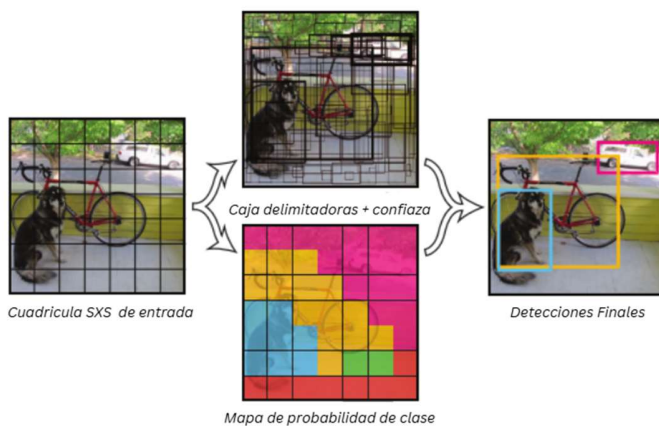 Caja delimitadoras + confiaza
Cuadricula SXS de entrada
Detecciones Finales
Mapa de probabilidad de clase